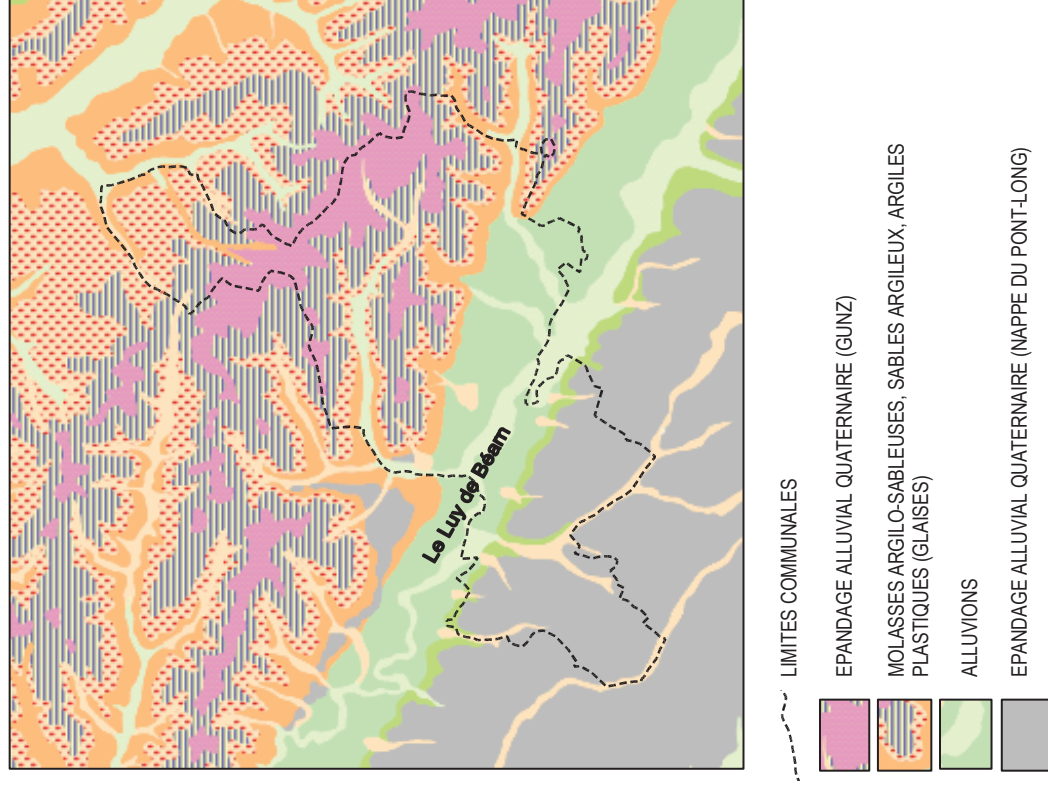 Le Luy de Béarn
LIMITES COMMUNALES
EPANDAGE ALLUVIAL QUATERNAIRE (GUNZ)
MOLASSES ARGILO-SABLEUSES, SABLES ARGILEUX, ARGILES
PLASTIQUES (GLAISES)
ALLUVIONS
EPANDAGE ALLUVIAL QUATERNAIRE (NAPPE DU PONT-LONG)